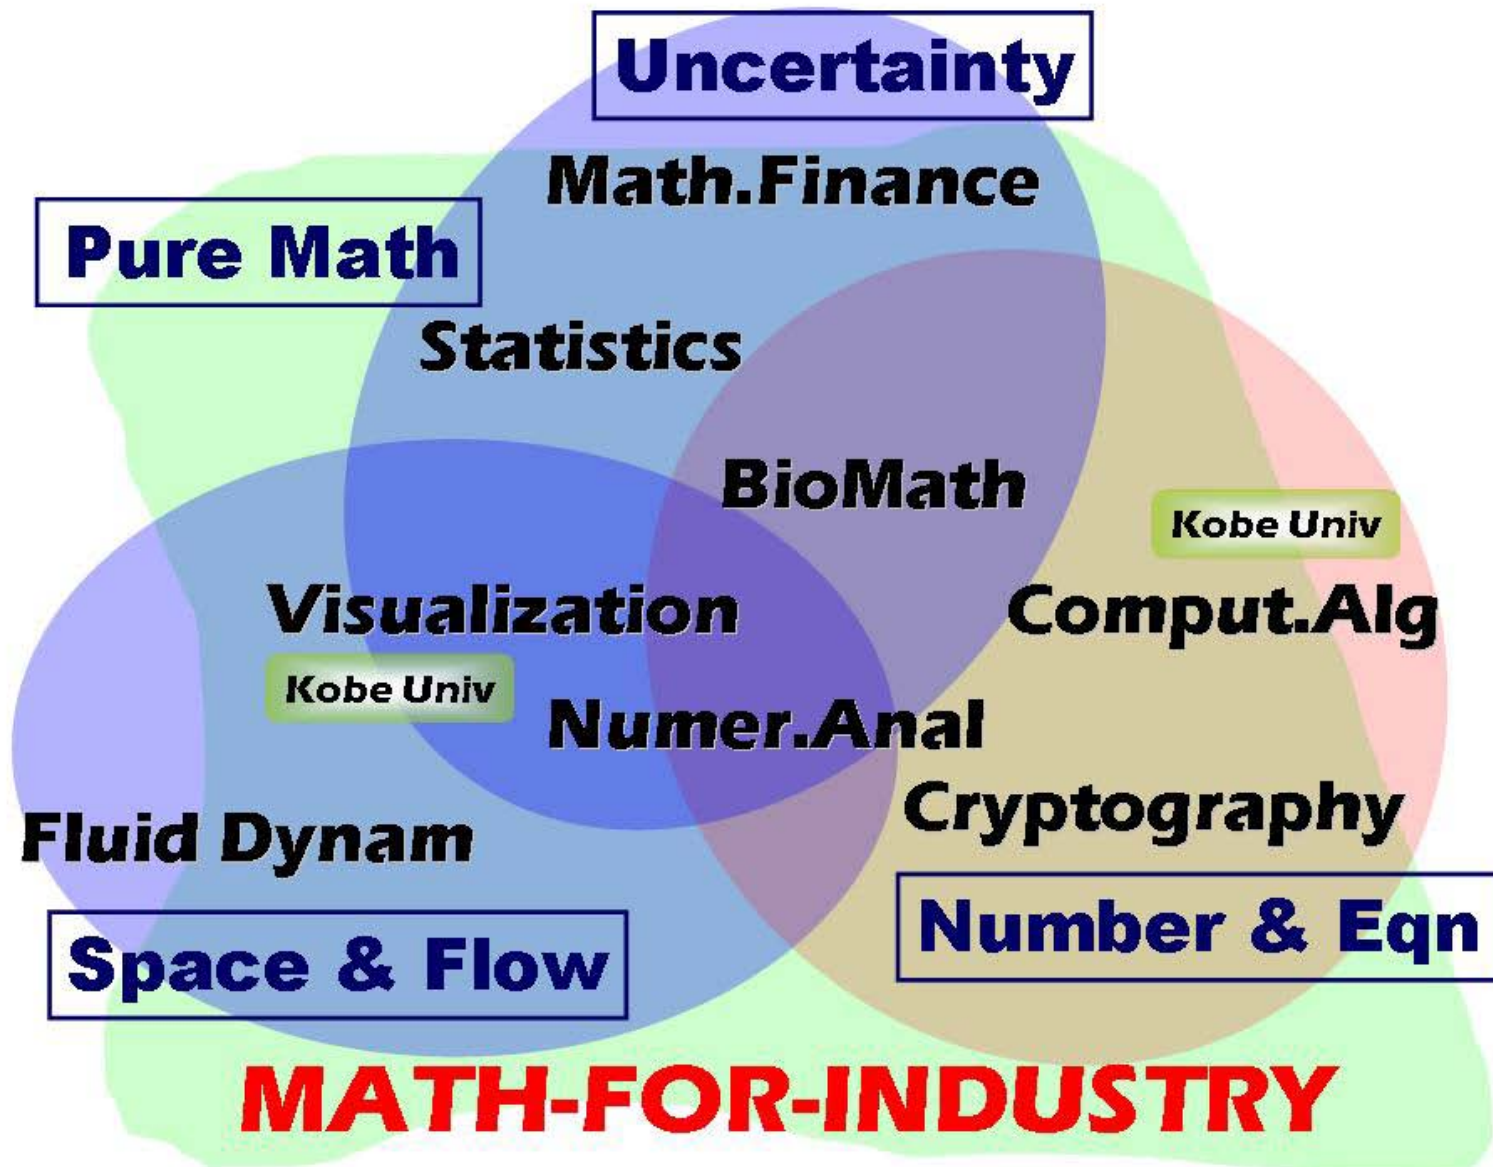 Uncertainty
Math.Finance
Pure Math
Statistics
BioMath
Kobe Univ
Visualization
Comput.Alg
Kobe Univ
Numer.Anal
Cryptography
Fluid Dynam
Number & Eqn
Space & Flow
MATH-FOR-INDUSTRY